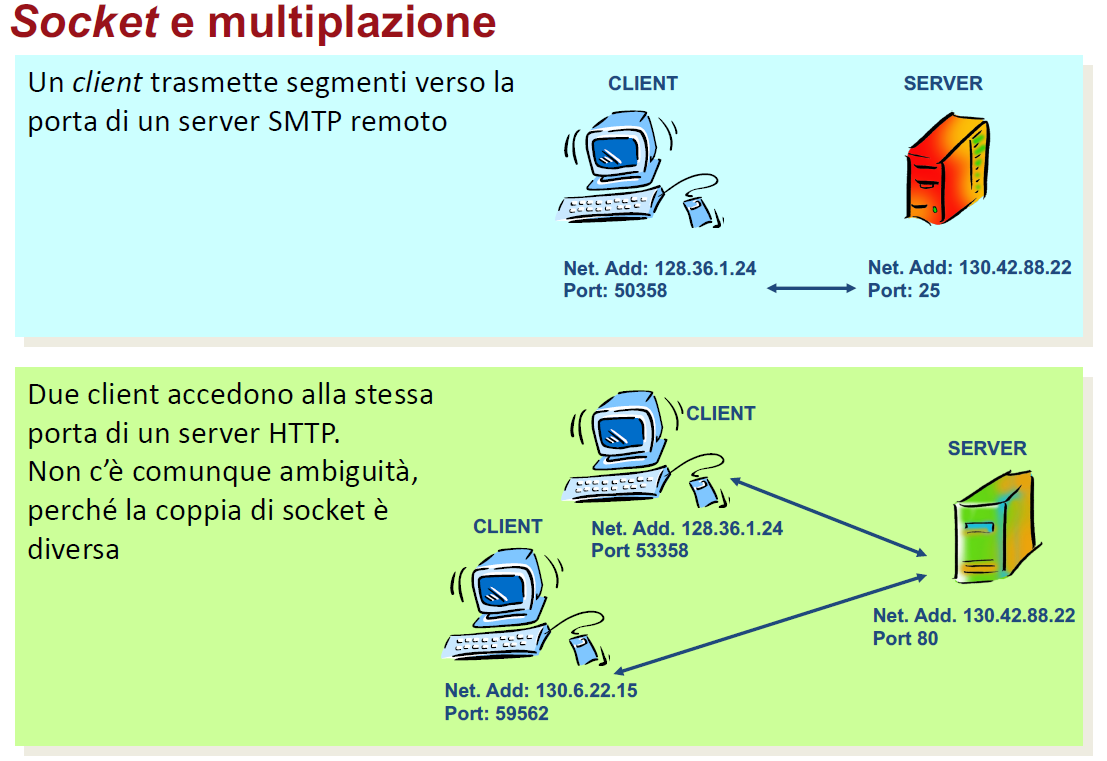 Socket e multiplazione
Un client trasmette segmenti verso la
porta di un server SMTP remoto
CLIENT
SERVER
Net. Add: 128.36.1.24
Port: 50358
Net. Add: 130.42.88.22
Port: 25
Due client accedono alla stessa
porta di un server HTTP.
Non c’è comunque ambiguità,
perché la coppia di socket è
diversa
CLIENT
SERVER
CLIENT
Net. Add. 128.36.1.24
Port 53358
Net. Add. 130.42.88.22
Port 80
Net. Add: 130.6.22.15
Port: 59562